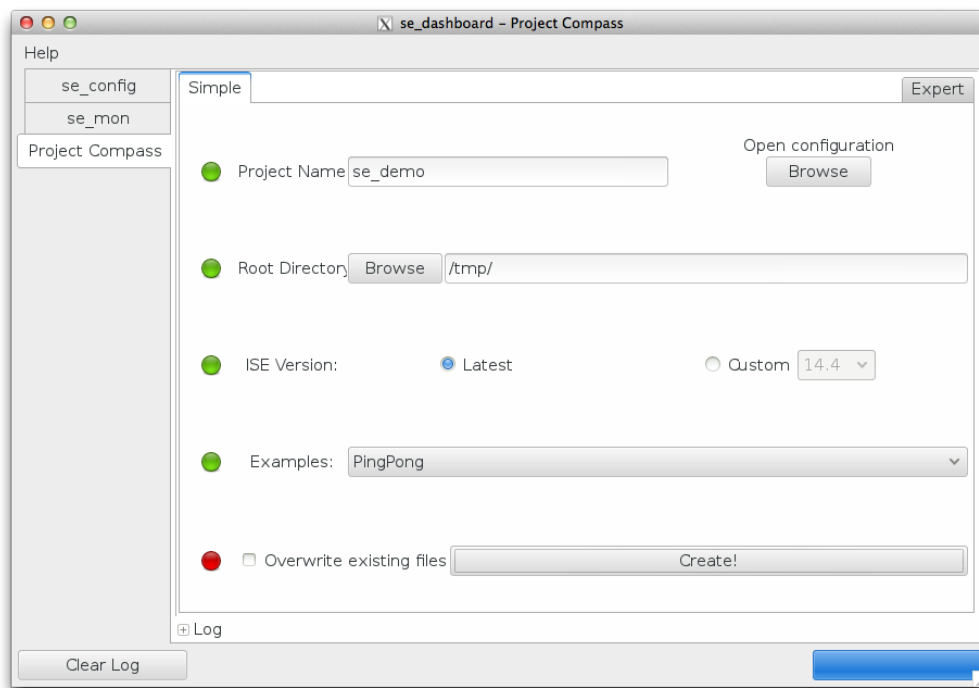 se_dashboard – Project Compass
Help
se_config
se_mon
Project Compass
Simple
Expert
Project Name
se_demo
Open configuration
Browse
Root Directory
Browse
/tmp/
ISE Version:
Latest
Custom
14.4
Examples:
PingPong
Overwrite existing files
Create!
Log
Clear Log